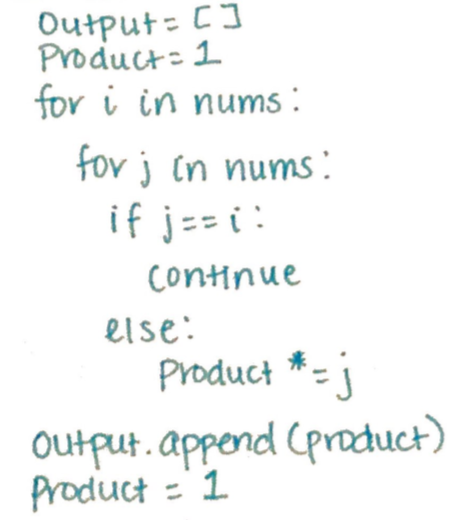 Output = []
Product = 1
for i in nums:
for j in nums:
if j == i:
continue
else:
Product *= j
output.append(product)
Product = 1